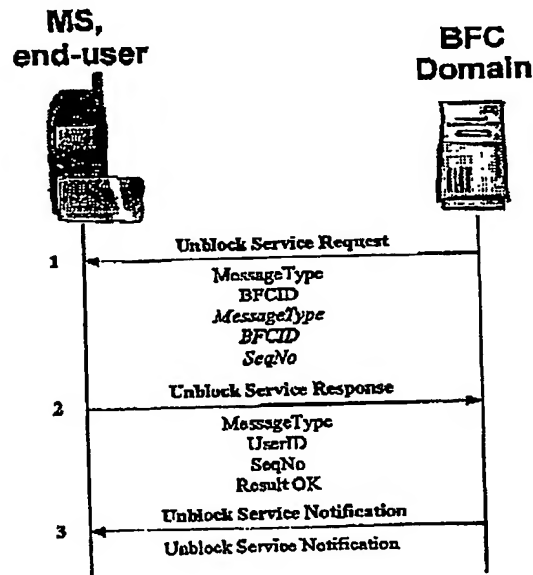 MS,
end-user
BFC
Domain
1
Unblock Service Request
MessageType
BFCID
MessageType
BFCID
SeqNo
2
Unblock Service Response
MessageType
UserID
SeqNo
Result OK
3
Unblock Service Notification
Unblock Service Notification